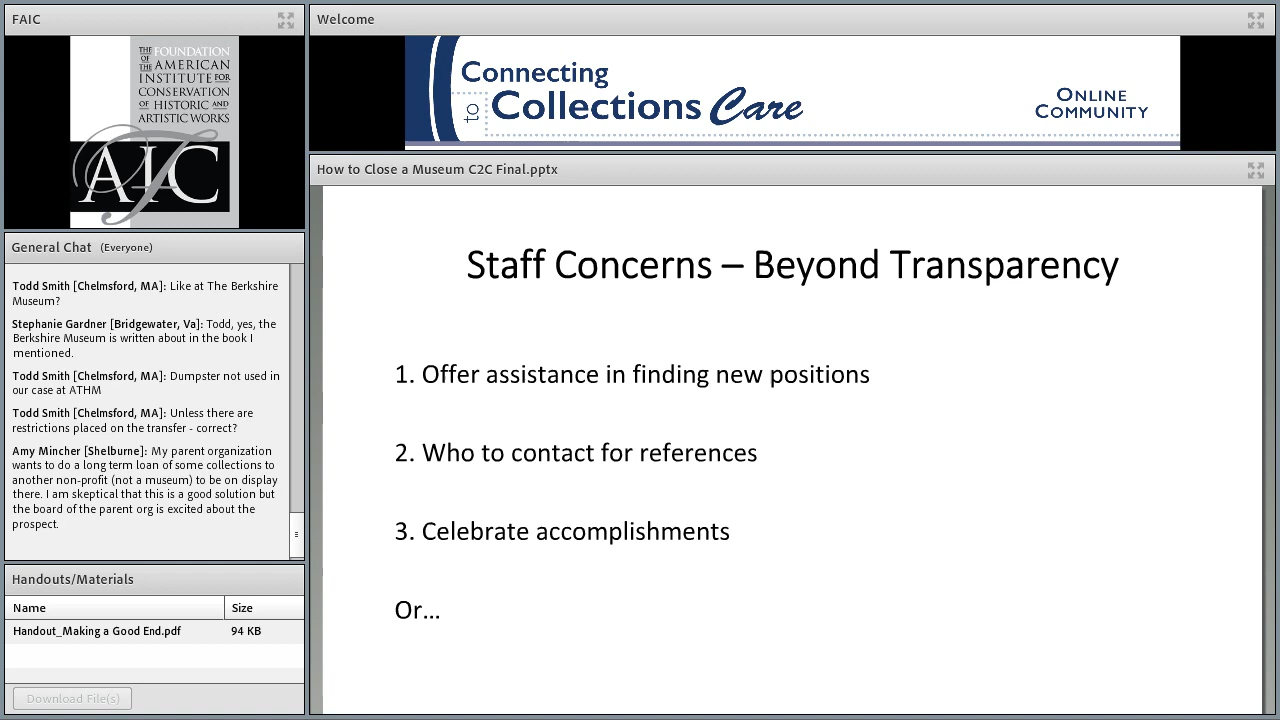 FAIC
THE FOUNDATION
OF THE AMERICAN
INSTITUTE FOR
CONSERVATION
OF HISTORIC AND
ARTISTIC WORKS
AIC
General Chat (Everyone)
Todd Smith [Chelmsford, MA]: Like at The Berkshire
Museum?
Stephanie Gardner [Bridgewater, Va]: Todd, yes, the
Berkshire Museum is written about in the book I
mentioned.
Todd Smith [Chelmsford, MA]: Dumpster not used in
our case at ATHM
Todd Smith [Chelmsford, MA]: Unless there are
restrictions placed on the transfer - correct?
Amy Mincher [Shelburne]: My parent organization
wants to do a long term loan of some collections to
another non-profit (not a museum) to be on display
there. I am skeptical that this is a good solution but
the board of the parent org is excited about the
prospect.
Handouts/Materials
Name Size
Handout_Making a Good End.pdf 94 KB
Download File(s)
Welcome
Connecting
to Collections Care
ONLINE
COMMUNITY
How to Close a Museum C2C Final.pptx
Staff Concerns – Beyond Transparency
1. Offer assistance in finding new positions
2. Who to contact for references
3. Celebrate accomplishments
Or…